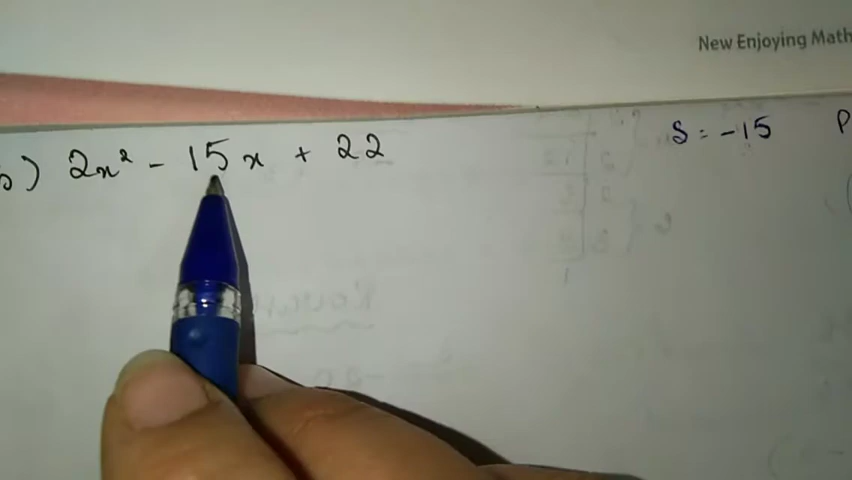 New Enjoying Math
b) 2x² - 15x + 22
S = -15 P